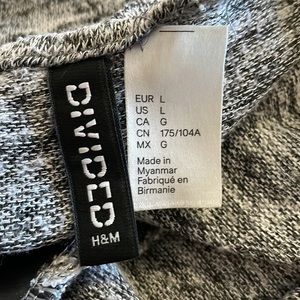 DIVIDED
H&M
EUR L
US L
CA G
CN 175/104A
MX G
Made in
Myanmar
Fabriqué en
Birmanie